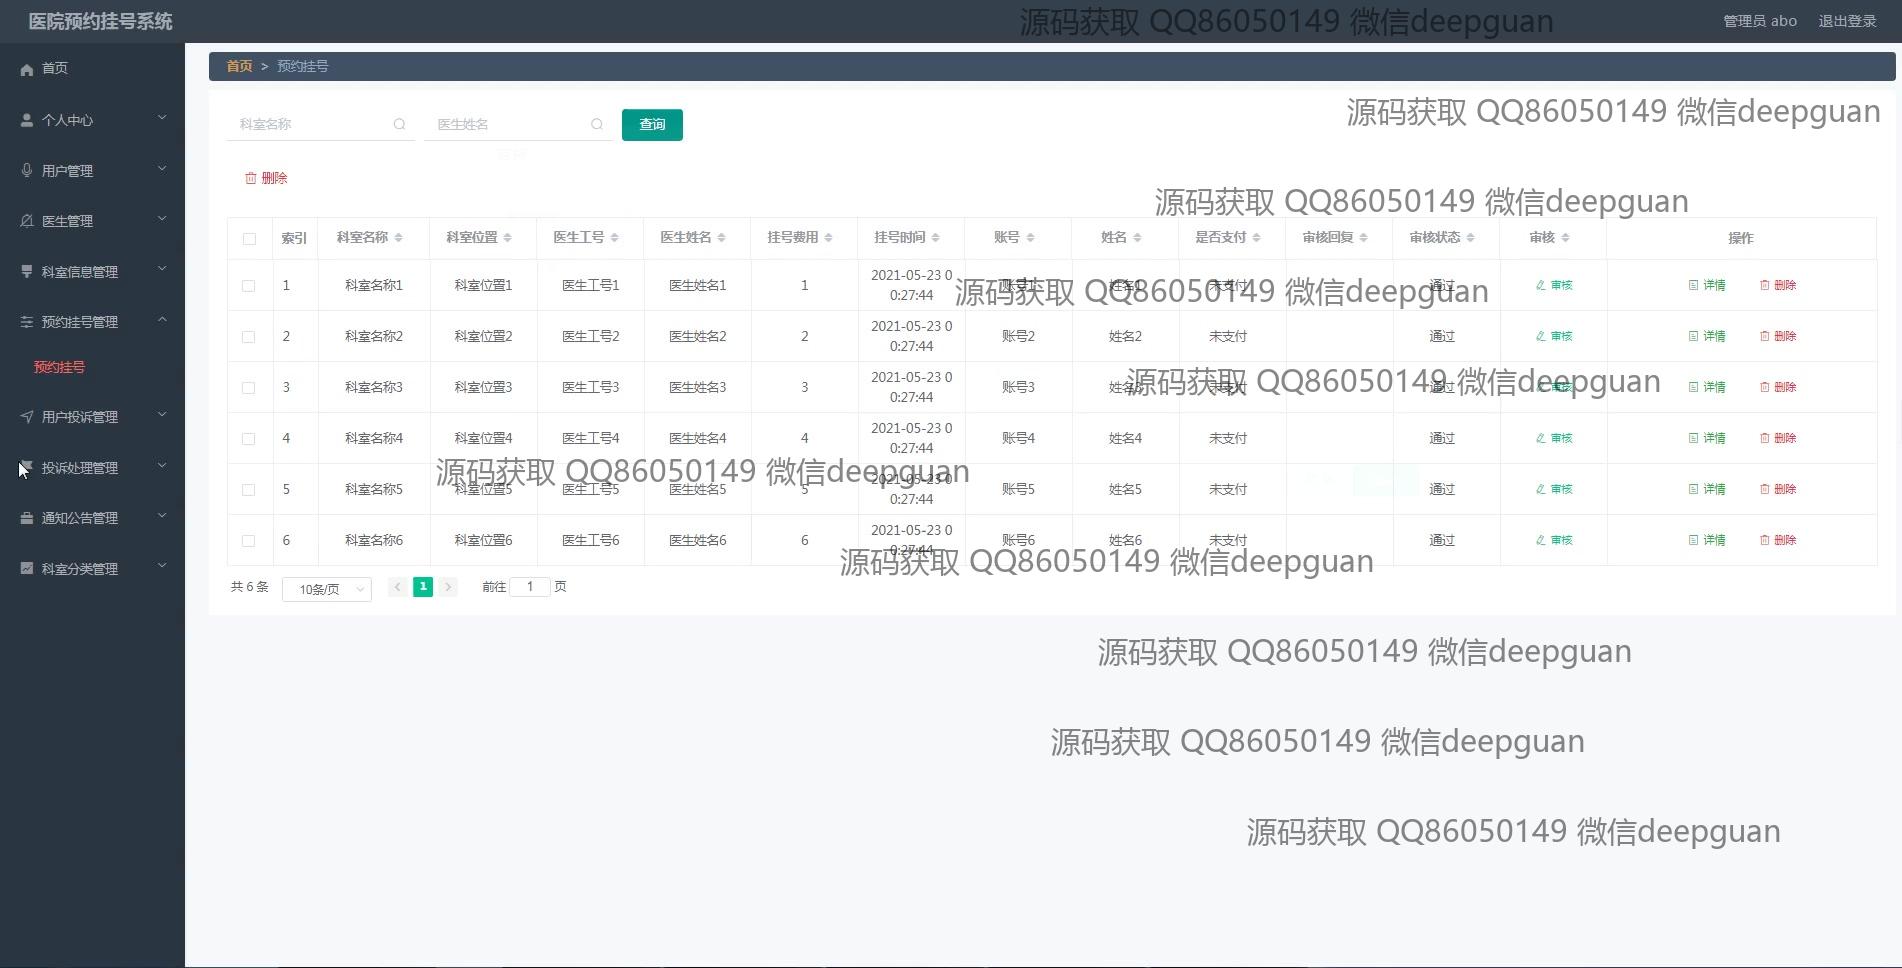 医院预约挂号系统
源码获取 QQ86050149 微信deepguan
管理员 abo 退出登录
首页
个人中心
用户管理
医生管理
科室信息管理
预约挂号管理
预约挂号
用户投诉管理
投诉处理管理
通知公告管理
科室分类管理
首页 > 预约挂号
源码获取 QQ86050149 微信deepguan
科室名称 医生姓名 查询
删除
源码获取 QQ86050149 微信deepguan
索引 科室名称 科室位置 医生工号 医生姓名 挂号费用 挂号时间 账号 姓名 是否支付 审核回复 审核状态 审核 操作
1 科室名称1 科室位置1 医生工号1 医生姓名1 1 2021-05-23 0 账号1 姓名1 未支付 通过 审核 详情 删除
0:27:44
源码获取 QQ86050149 微信deepguan
2 科室名称2 科室位置2 医生工号2 医生姓名2 2 2021-05-23 0 账号2 姓名2 未支付 通过 审核 详情 删除
0:27:44
3 科室名称3 科室位置3 医生工号3 医生姓名3 3 2021-05-23 0 账号3 姓名3 未支付 通过 审核 详情 删除
0:27:44
源码获取 QQ86050149 微信deepguan
4 科室名称4 科室位置4 医生工号4 医生姓名4 4 2021-05-23 0 账号4 姓名4 未支付 通过 审核 详情 删除
0:27:44
源码获取 QQ86050149 微信deepguan
5 科室名称5 科室位置5 医生工号5 医生姓名5 5 2021-05-23 0 账号5 姓名5 未支付 通过 审核 详情 删除
0:27:44
6 科室名称6 科室位置6 医生工号6 医生姓名6 6 2021-05-23 0 账号6 姓名6 未支付 通过 审核 详情 删除
0:27:44
源码获取 QQ86050149 微信deepguan
共 6 条 10条/页 < 1 > 前往 1 页
源码获取 QQ86050149 微信deepguan
源码获取 QQ86050149 微信deepguan
源码获取 QQ86050149 微信deepguan